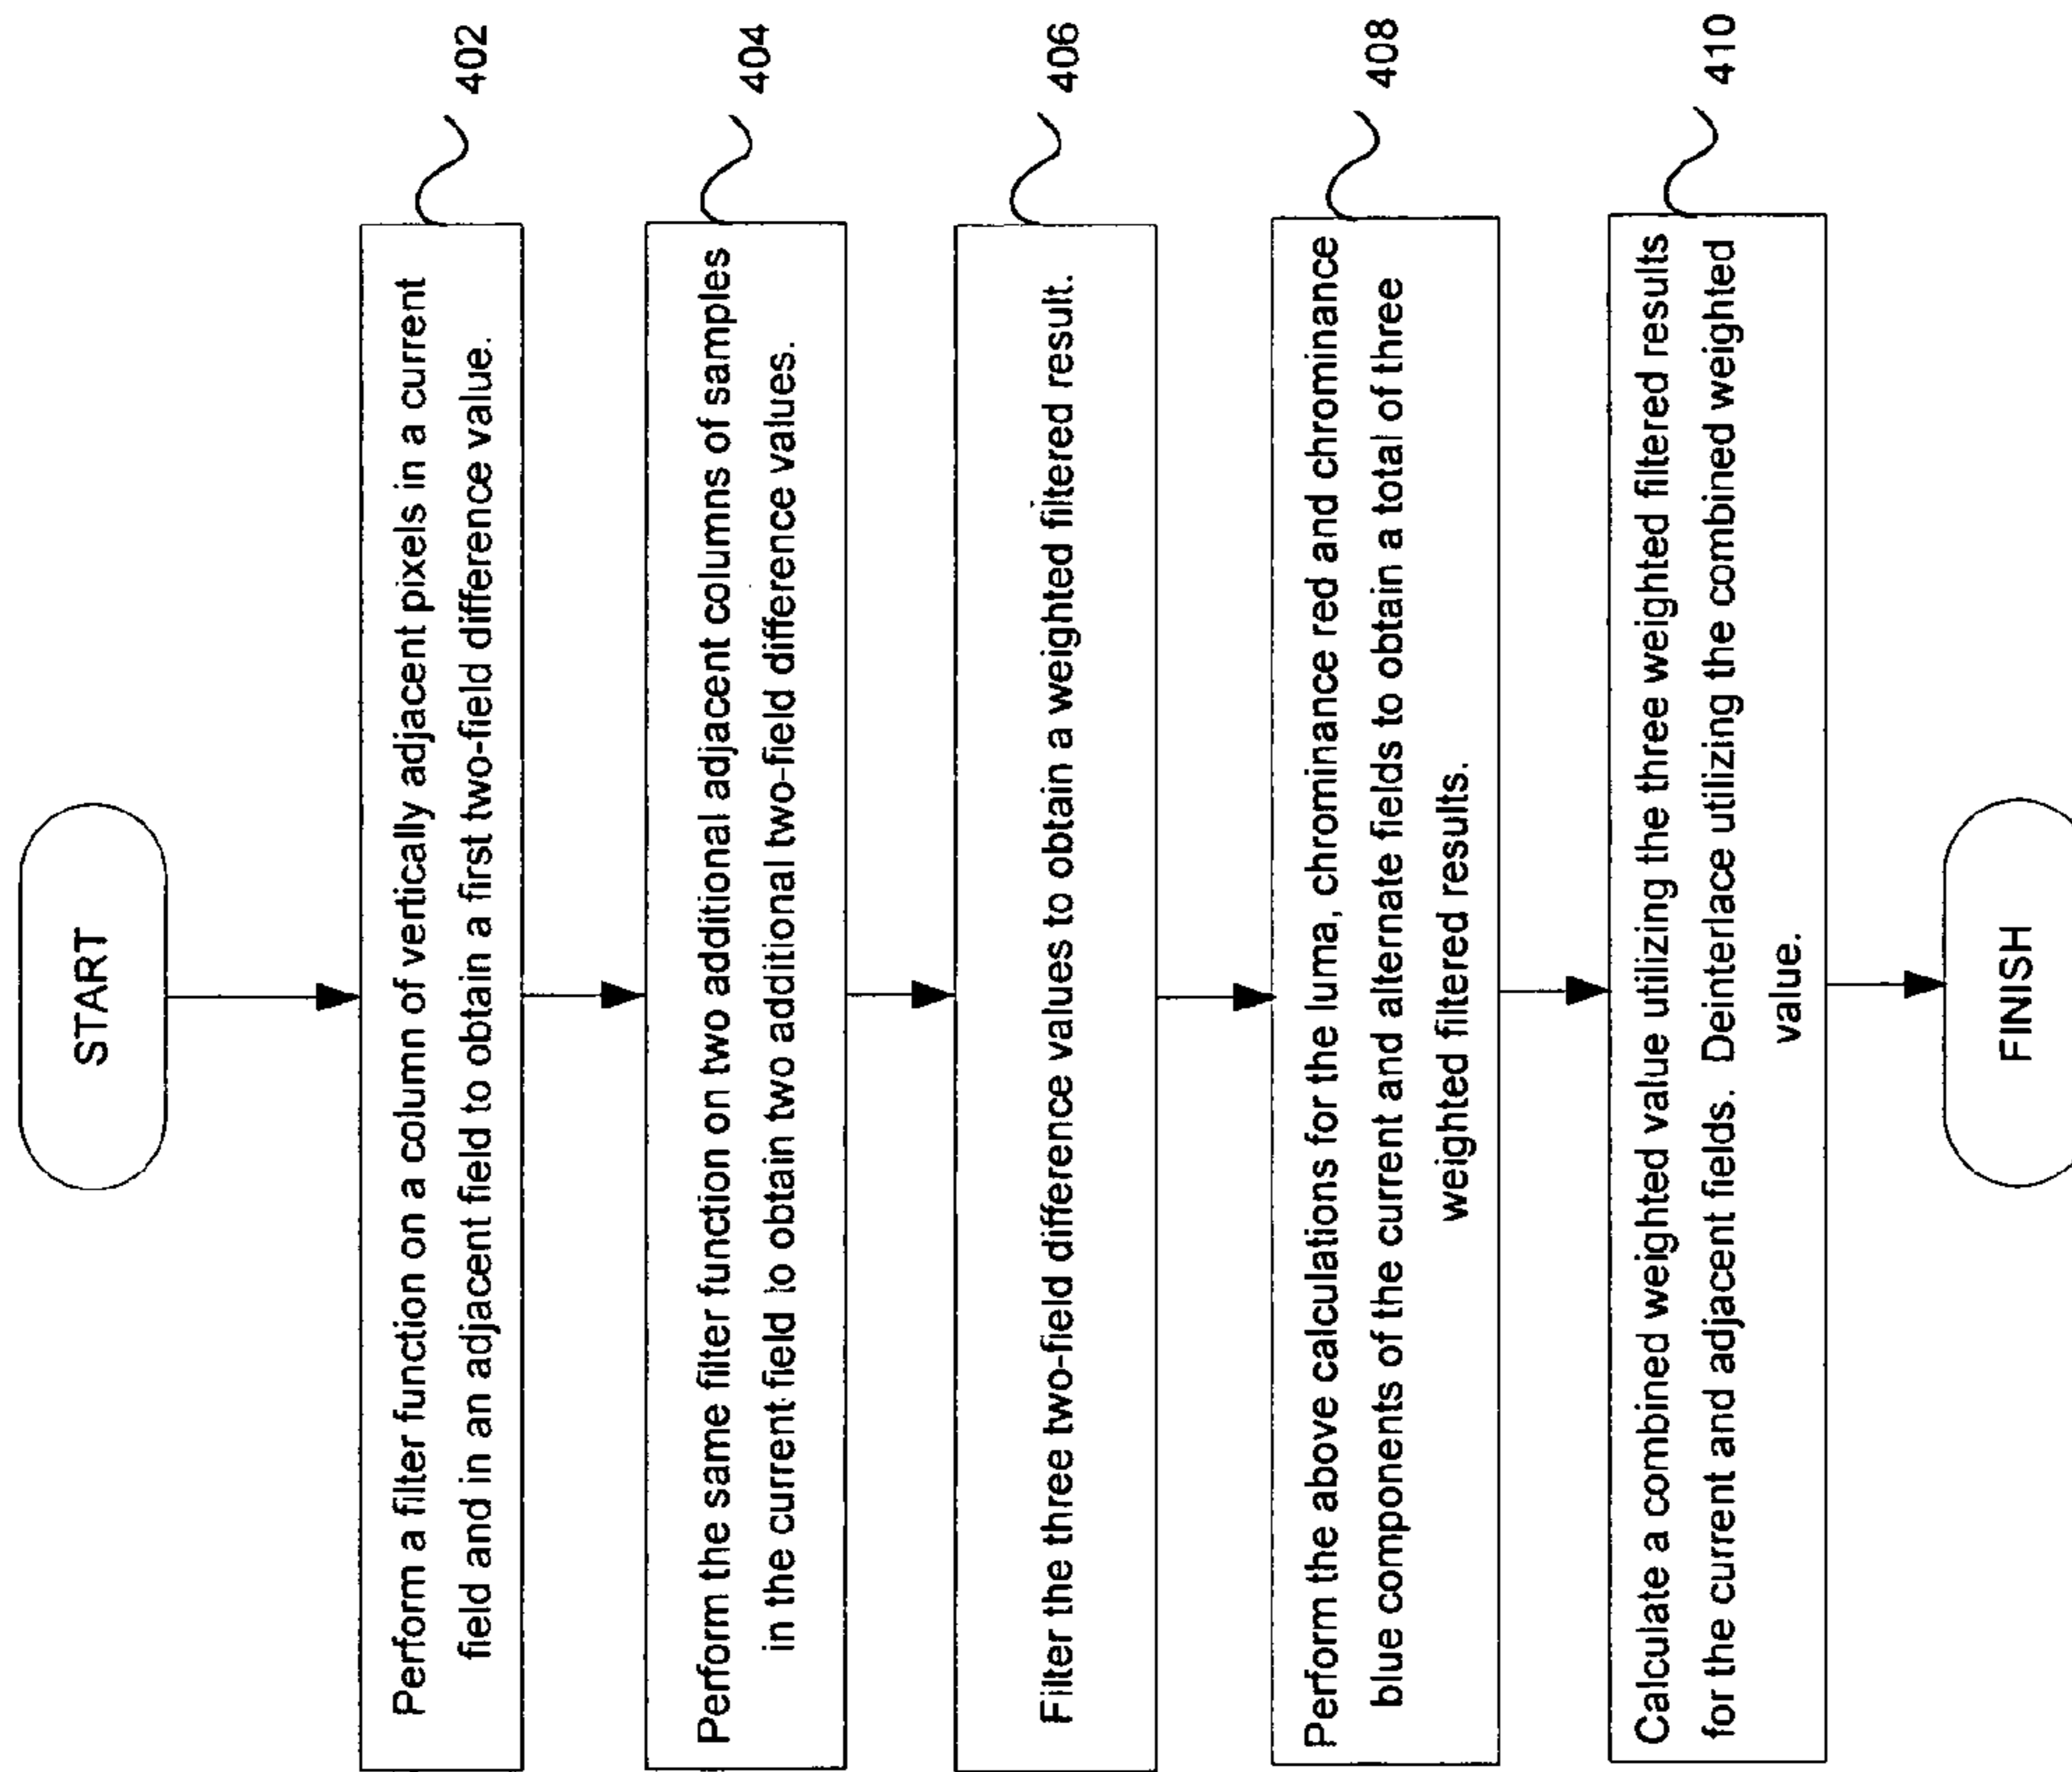 START
Perform a filter function on a column of vertically adjacent pixels in a current
field and in an adjacent field to obtain a first two-field difference value.
402
Perform the same filter function on two additional adjacent columns of samples
in the current field to obtain two additional two-field difference values.
404
Filter the three two-field difference values to obtain a weighted filtered result.
406
Perform the above calculations for the luma, chrominance red and chrominance
blue components of the current and alternate fields to obtain a total of three
weighted filtered results.
408
Calculate a combined weighted value utilizing the three weighted filtered results
for the current and adjacent fields. Deinterlace utilizing the combined weighted
value.
410
FINISH